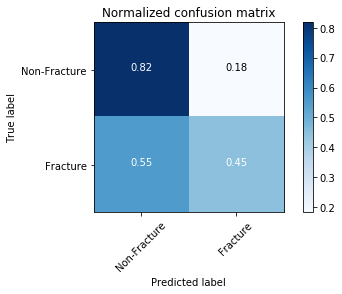 Normalized confusion matrix
True label
Non-Fracture
0.82
0.18
Fracture
0.55
0.45
Non-Fracture
Fracture
Predicted label
0.8
0.7
0.6
0.5
0.4
0.3
0.2